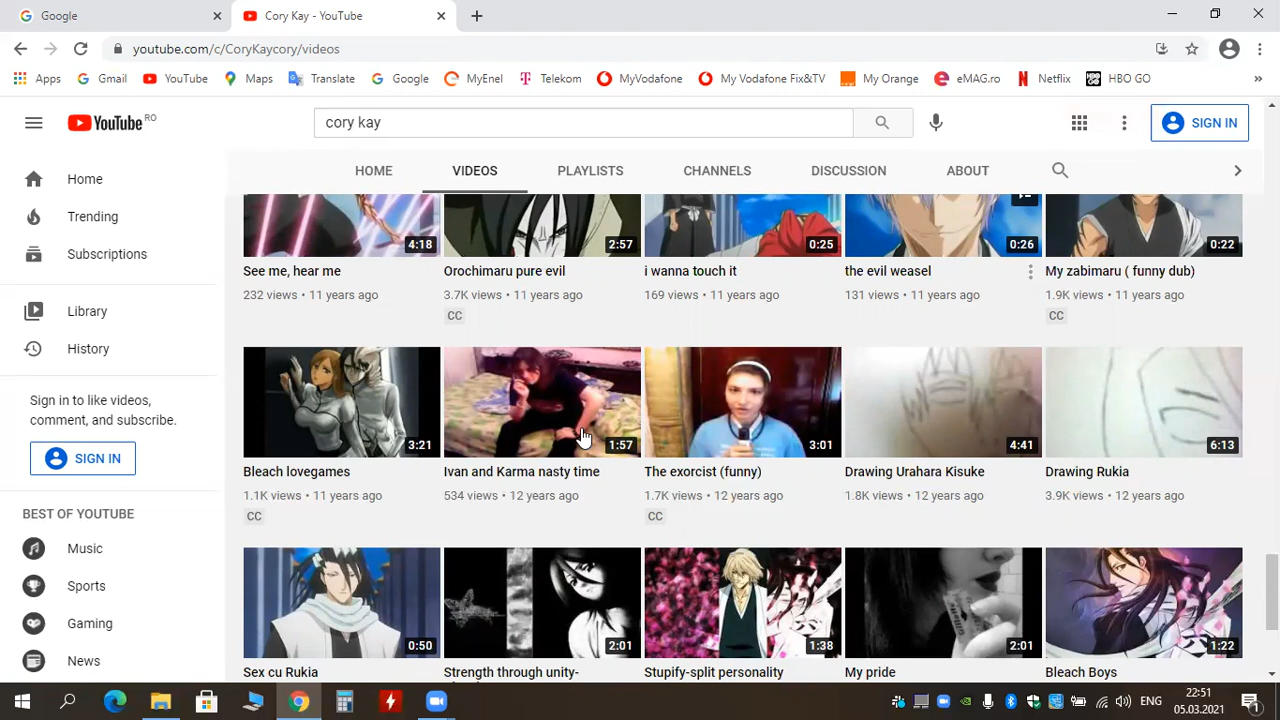 Google
Cory Kay - YouTube
youtube.com/c/CoryKaycory/videos
Apps Gmail YouTube Maps Translate Google MyEnel Telekom MyVodafone My Vodafone Fix&TV My Orange eMAG.ro Netflix HBO GO »
YouTube RO
cory kay
SIGN IN
HOME VIDEOS PLAYLISTS CHANNELS DISCUSSION ABOUT
Home
Trending
Subscriptions
Library
History
Sign in to like videos,
comment, and subscribe.
SIGN IN
BEST OF YOUTUBE
Music
Sports
Gaming
News
4:18 2:57 0:25 0:26 0:22
See me, hear me Orochimaru pure evil i wanna touch it the evil weasel My zabimaru ( funny dub)
232 views • 11 years ago 3.7K views • 11 years ago 169 views • 11 years ago 131 views • 11 years ago 1.9K views • 11 years ago
CC CC
3:21 1:57 3:01 4:41 6:13
Bleach lovegames Ivan and Karma nasty time The exorcist (funny) Drawing Urahara Kisuke Drawing Rukia
1.1K views • 11 years ago 534 views • 12 years ago 1.7K views • 12 years ago 1.8K views • 12 years ago 3.9K views • 12 years ago
CC CC
0:50 2:01 1:38 2:01 1:22
Sex cu Rukia Strength through unity- Stupify-split personality My pride Bleach Boys
ENG 22:51
05.03.2021
1